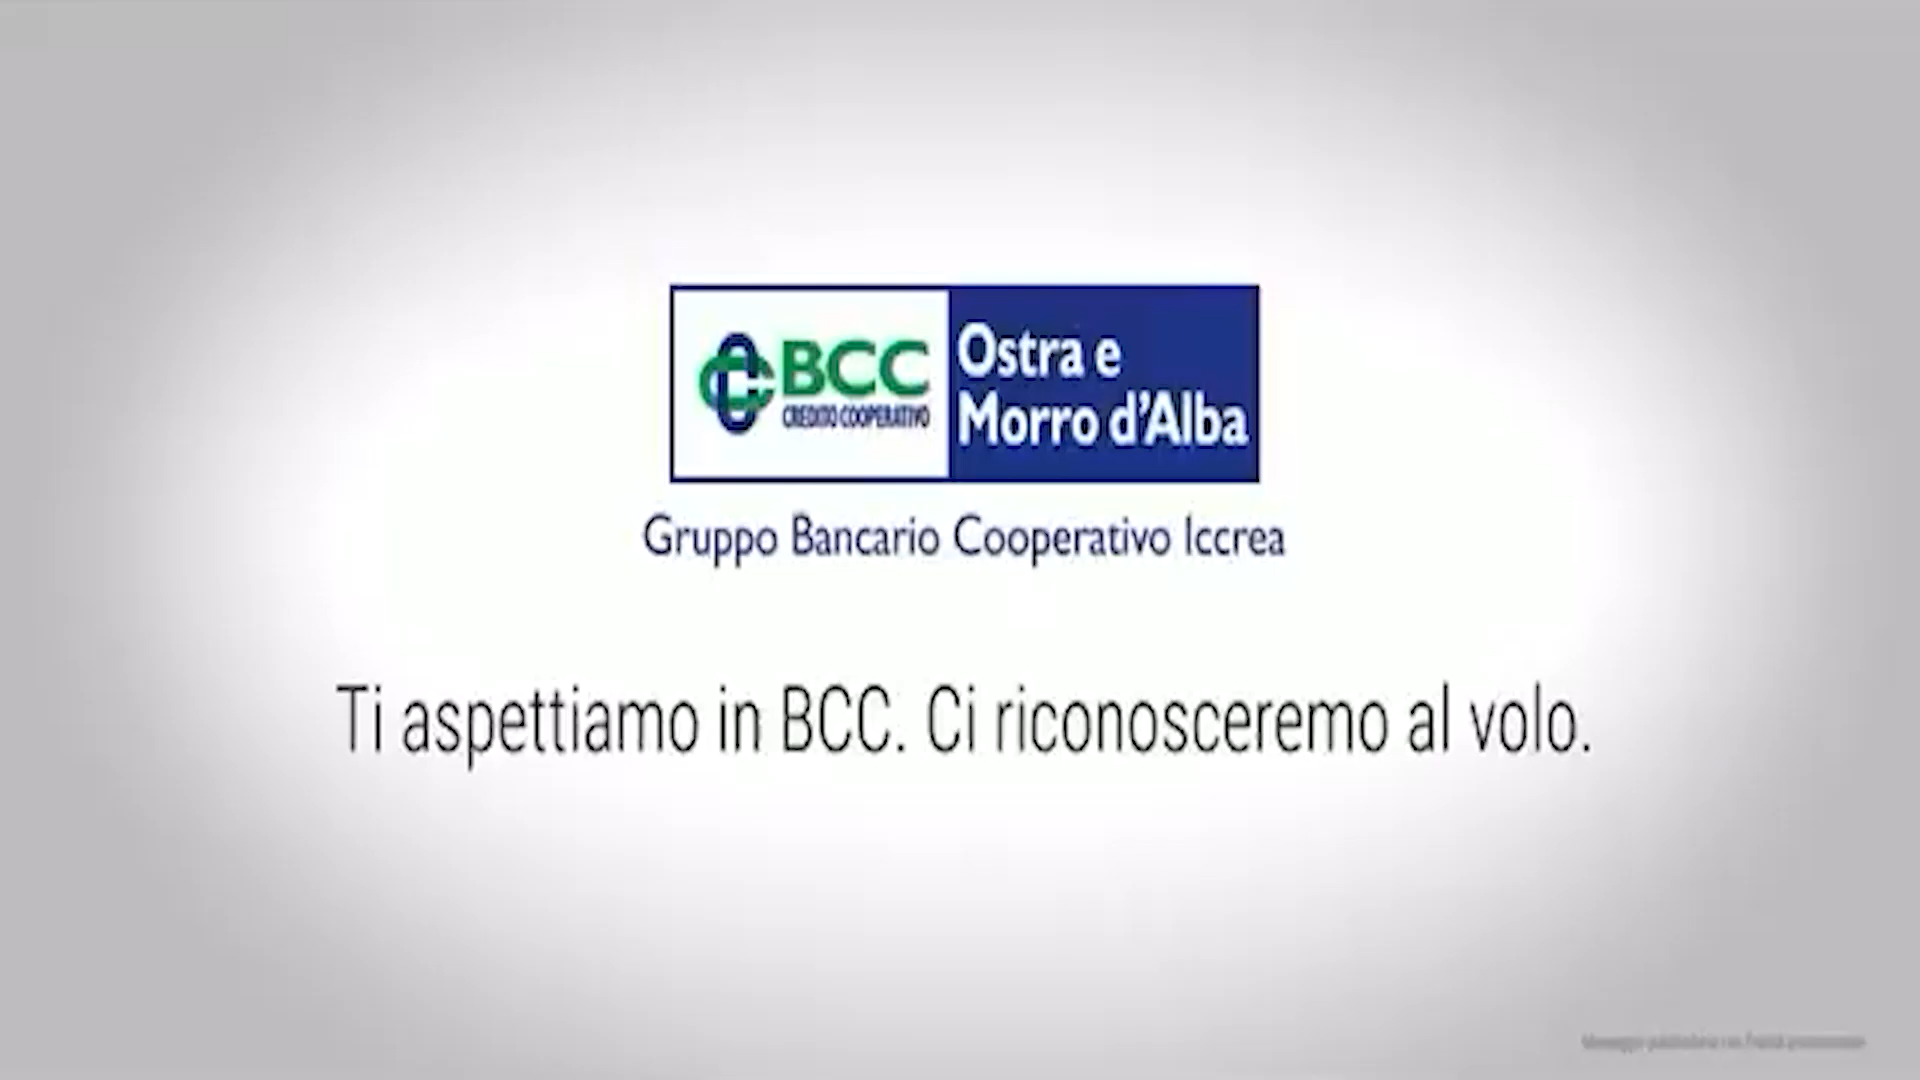 BCC
CREDITO COOPERATIVO
Ostra e
Morro d'Alba
Gruppo Bancario Cooperativo Iccrea
Ti aspettiamo in BCC. Ci riconosceremo al volo.